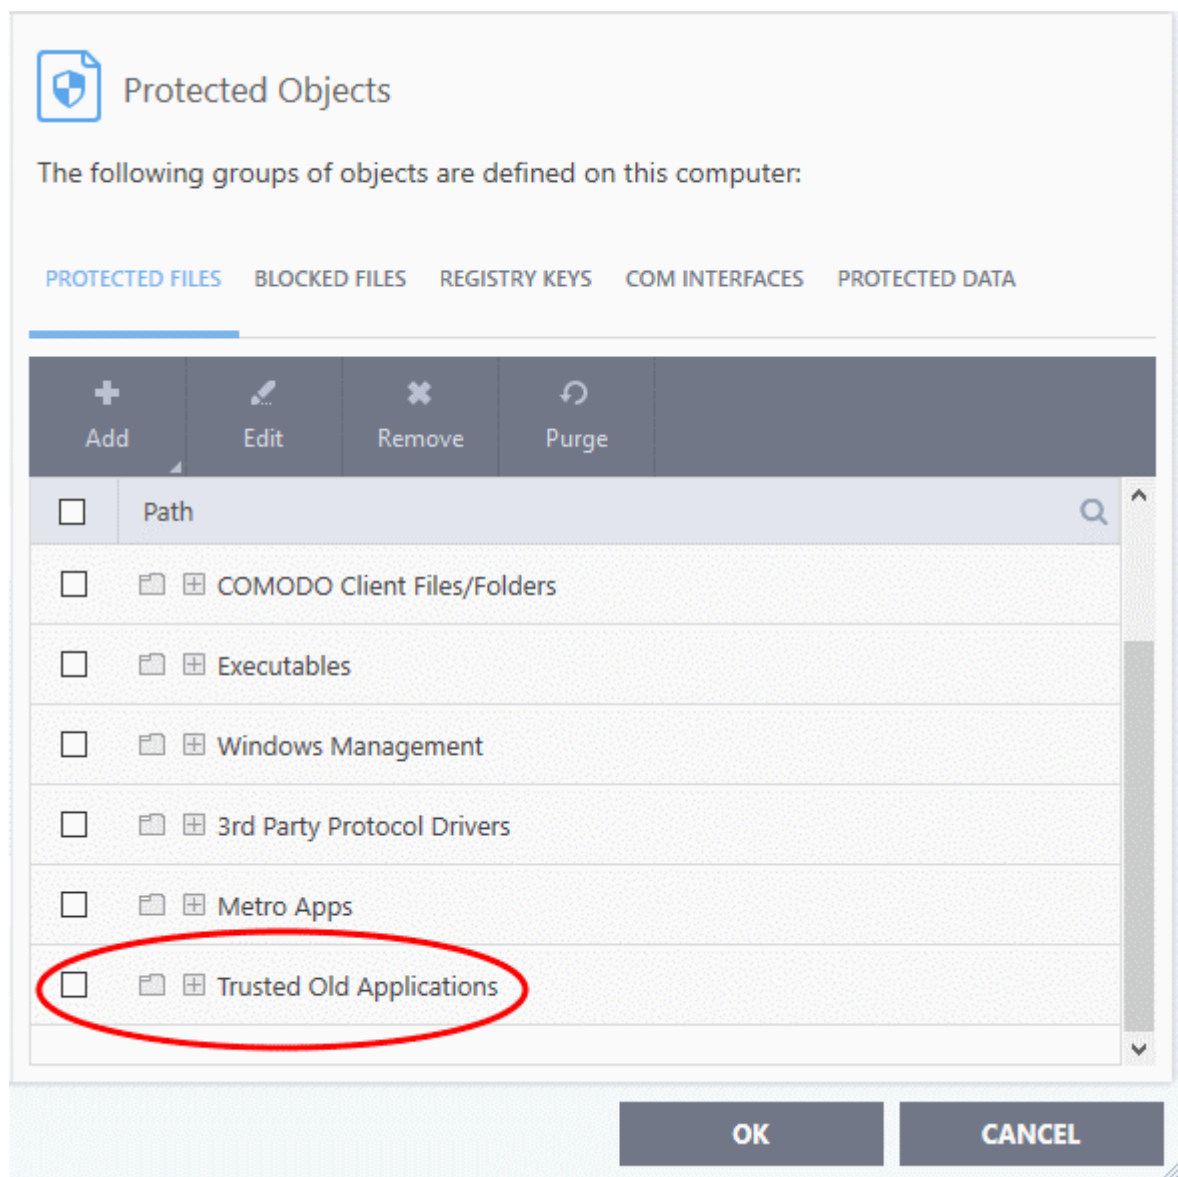 Protected Objects
The following groups of objects are defined on this computer:
PROTECTED FILES BLOCKED FILES REGISTRY KEYS COM INTERFACES PROTECTED DATA
Add Edit Remove Purge
Path
COMODO Client Files/Folders
Executables
Windows Management
3rd Party Protocol Drivers
Metro Apps
Trusted Old Applications
OK CANCEL